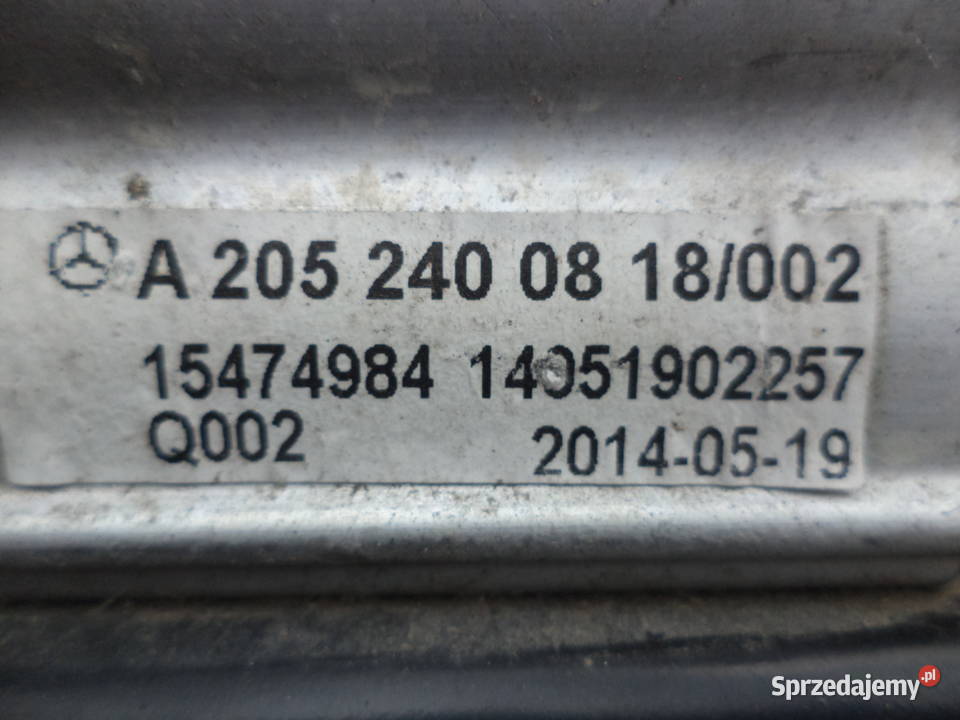 A 205 240 08 18/002
15474984 14051902257
Q002 2014-05-19
Sprzedajemy.pl